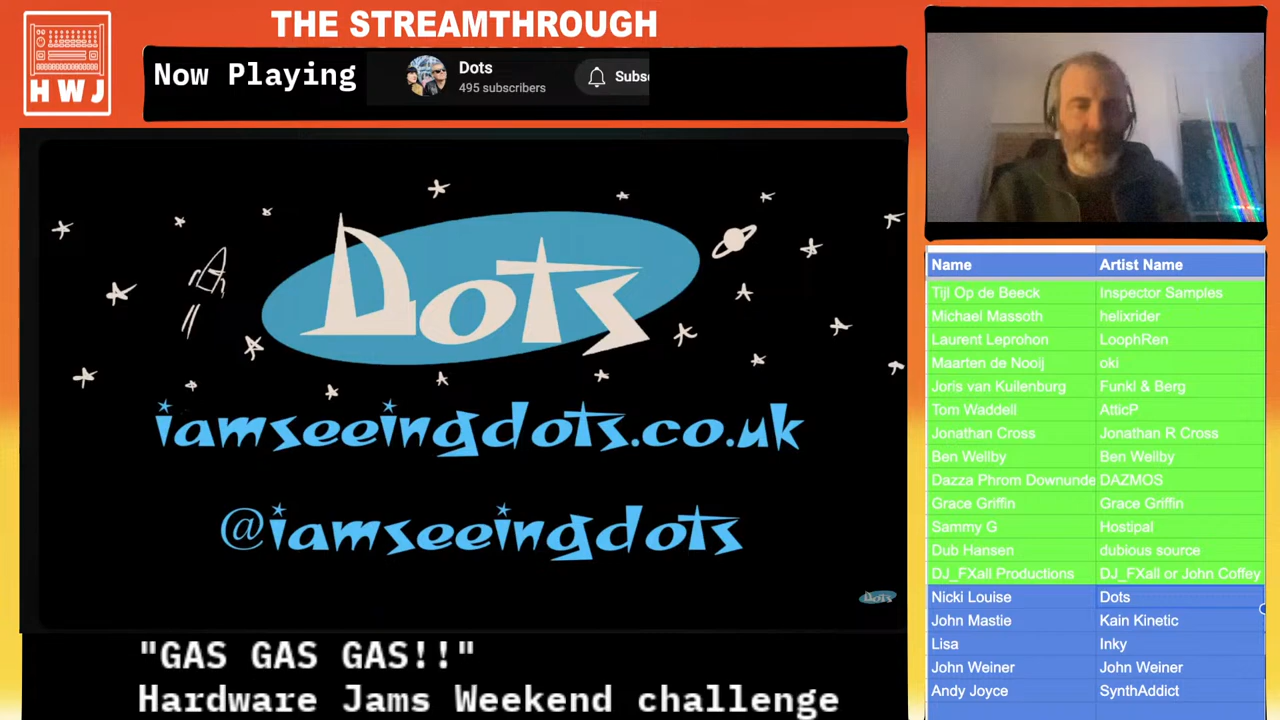 THE STREAMTHROUGH
HWJ
Now Playing
Dots
495 subscribers
Subs
Dots
iamseeingdots.co.uk
@iamseeingdots
Dots
"GAS GAS GAS!!"
Hardware Jams Weekend challenge
Name Artist Name
Tijl Op de Beeck Inspector Samples
Michael Massoth helixrider
Laurent Leprohon LoophRen
Maarten de Nooij oki
Joris van Kuilenburg Funkl & Berg
Tom Waddell AtticP
Jonathan Cross Jonathan R Cross
Ben Wellby Ben Wellby
Dazza Phrom Downunde DAZMOS
Grace Griffin Grace Griffin
Sammy G Hostipal
Dub Hansen dubious source
DJ_FXall Productions DJ_FXall or John Coffey
Nicki Louise Dots
John Mastie Kain Kinetic
Lisa Inky
John Weiner John Weiner
Andy Joyce SynthAddict